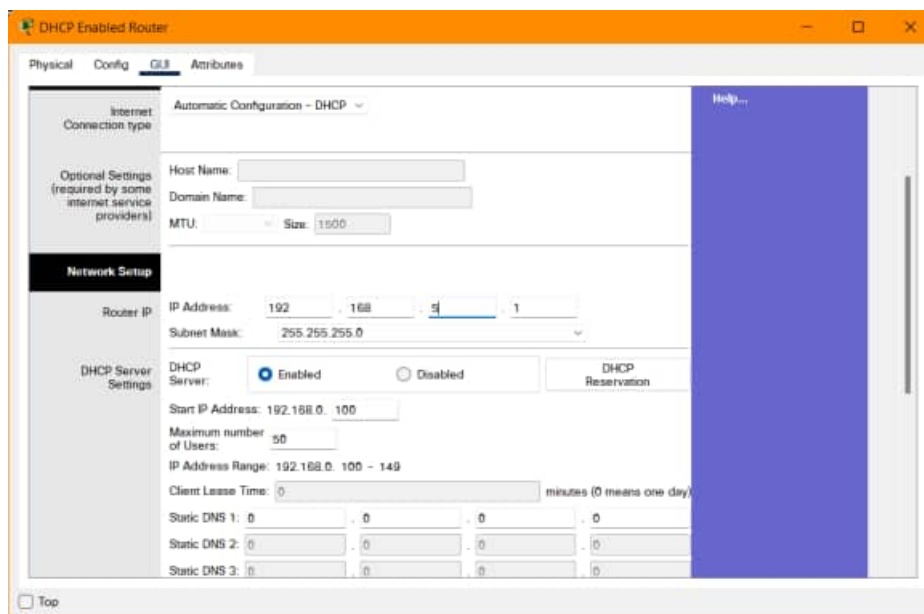 DHCP Enabled Router
Physical Config GUI Attributes
Internet Connection type
Automatic Configuration - DHCP
Help...
Optional Settings (required by some internet service providers)
Host Name:
Domain Name:
MTU: Size: 1500
Network Setup
Router IP
IP Address: 192 . 168 . 5 . 1
Subnet Mask: 255.255.255.0
DHCP Server Settings
DHCP Server: Enabled Disabled DHCP Reservation
Start IP Address: 192.168.0. 100
Maximum number of Users: 50
IP Address Range: 192.168.0. 100 - 149
Client Lease Time: 0 minutes (0 means one day)
Static DNS 1: 0 . 0 . 0 . 0
Static DNS 2: 0 . 0 . 0 . 0
Static DNS 3: 0 . 0 . 0 . 0
Top